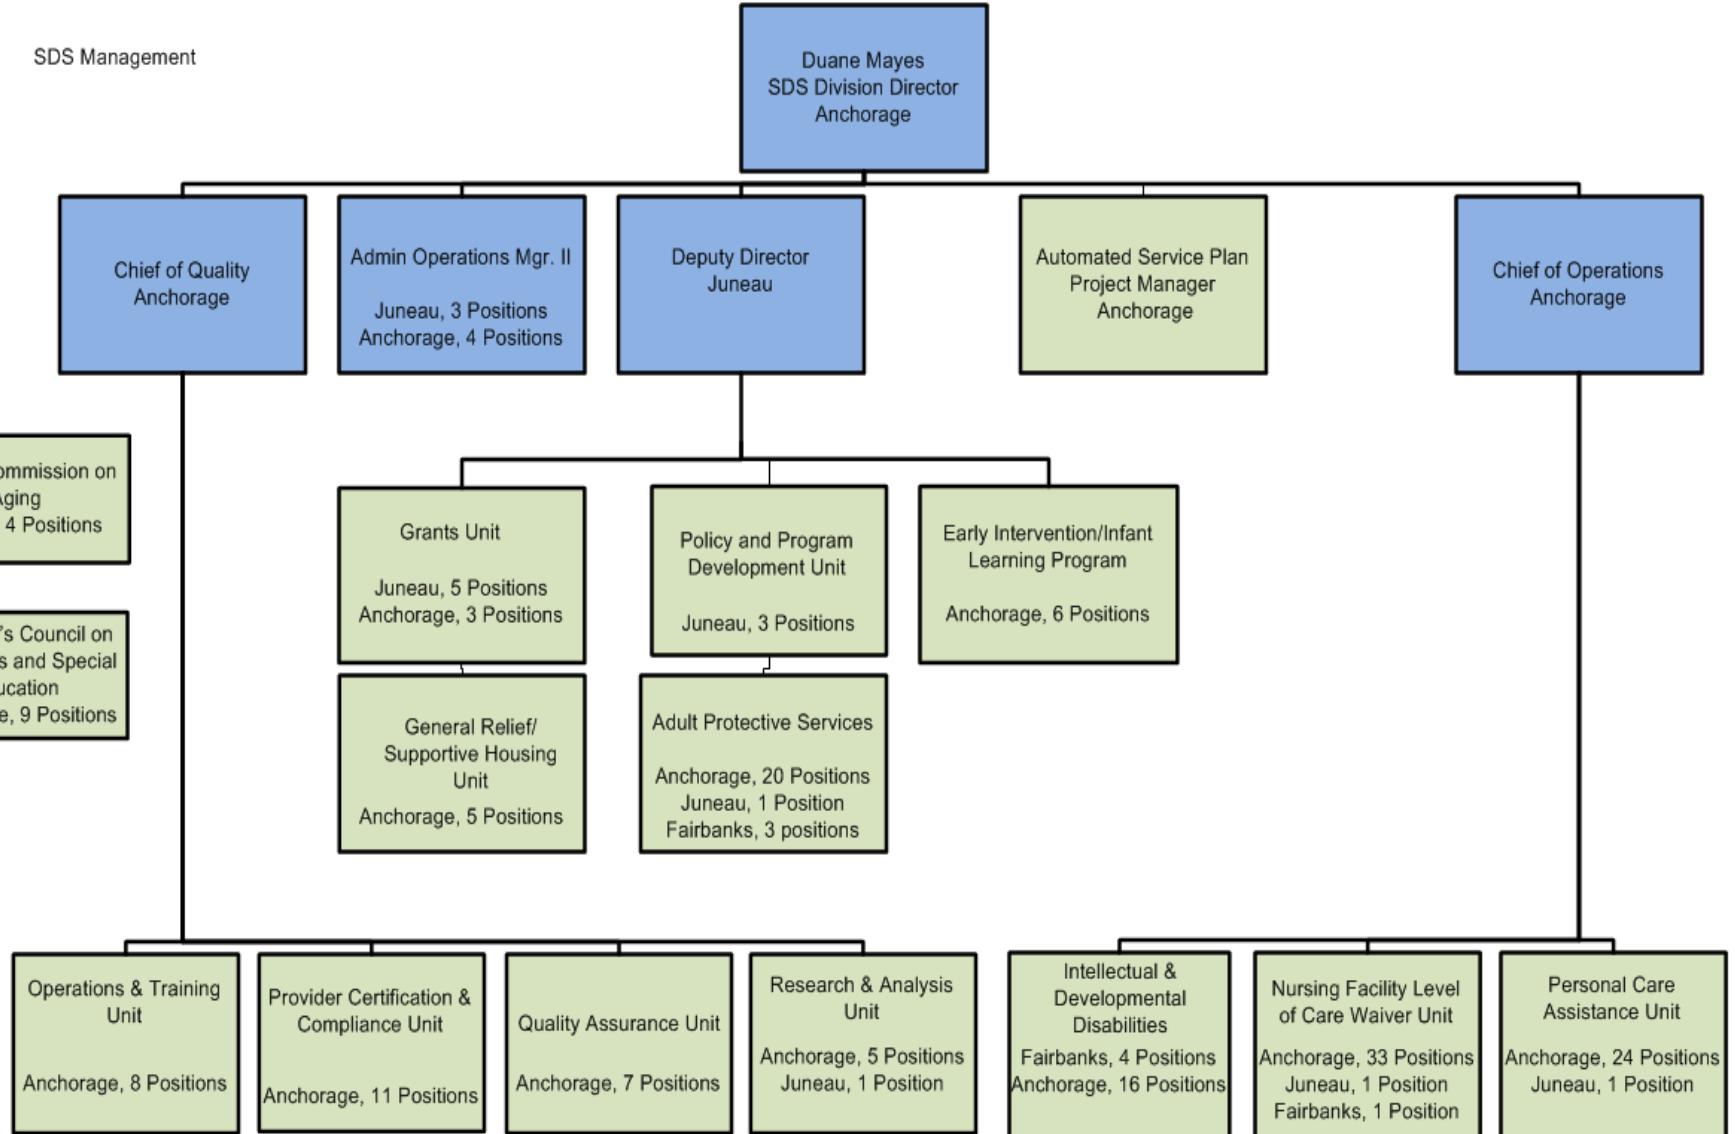 SDS Management
Duane Mayes
SDS Division Director
Anchorage
Chief of Quality
Anchorage
Admin Operations Mgr. II
Juneau, 3 Positions
Anchorage, 4 Positions
Deputy Director
Juneau
Automated Service Plan
Project Manager
Anchorage
Chief of Operations
Anchorage
ommission on
Aging
4 Positions
's Council on
s and Special
ucation
e, 9 Positions
Grants Unit
Juneau, 5 Positions
Anchorage, 3 Positions
Policy and Program
Development Unit
Juneau, 3 Positions
Early Intervention/Infant
Learning Program
Anchorage, 6 Positions
General Relief/
Supportive Housing
Unit
Anchorage, 5 Positions
Adult Protective Services
Anchorage, 20 Positions
Juneau, 1 Position
Fairbanks, 3 positions
Operations & Training
Unit
Anchorage, 8 Positions
Provider Certification &
Compliance Unit
Anchorage, 11 Positions
Quality Assurance Unit
Anchorage, 7 Positions
Research & Analysis
Unit
Anchorage, 5 Positions
Juneau, 1 Position
Intellectual &
Developmental
Disabilities
Fairbanks, 4 Positions
Anchorage, 16 Positions
Nursing Facility Level
of Care Waiver Unit
Anchorage, 33 Positions
Juneau, 1 Position
Fairbanks, 1 Position
Personal Care
Assistance Unit
Anchorage, 24 Positions
Juneau, 1 Position